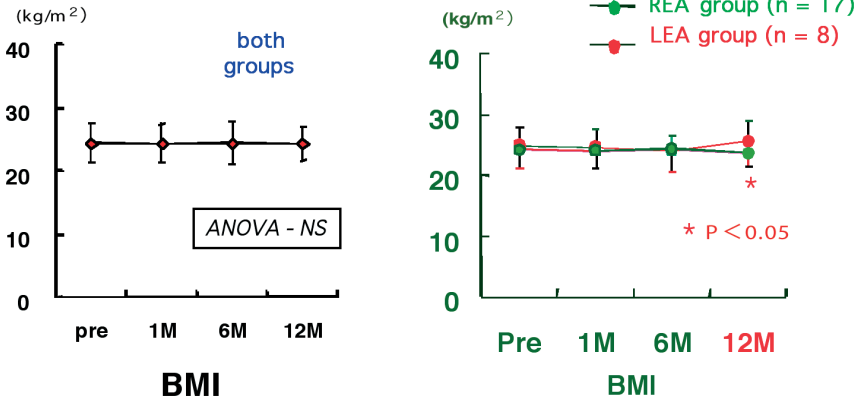 (kg/m²)
both
groups
40
30
20
10
0
ANOVA - NS
pre 1M 6M 12M
BMI
REA group (n = 17)
LEA group (n = 8)
(kg/m²)
40
30
20
10
0
*
* P<0.05
Pre 1M 6M 12M
BMI